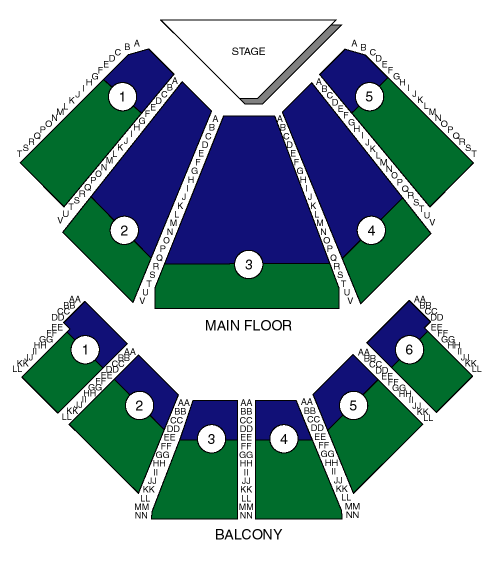 STAGE
A B C D E F G H I J K L M N O P Q R S T
1
A B C D E F G H I J K L M N O P Q R S T U V
2
A B C D E F G H I J K L M N O P Q R S T U V
3
A B C D E F G H I J K L M N O P Q R S T U V
4
A B C D E F G H I J K L M N O P Q R S T U V
5
A B C D E F G H I J K L M N O P Q R S T
MAIN FLOOR
AA BB CC DD EE FF GG HH II JJ KK LL
1
AA BB CC DD EE FF GG HH II JJ KK LL
2
AA BB CC DD EE FF GG HH II JJ KK LL MM NN
3
AA BB CC DD EE FF GG HH II JJ KK LL MM NN
4
AA BB CC DD EE FF GG HH II JJ KK LL MM NN
5
AA BB CC DD EE FF GG HH II JJ KK LL
6
AA BB CC DD EE FF GG HH II JJ KK LL
BALCONY